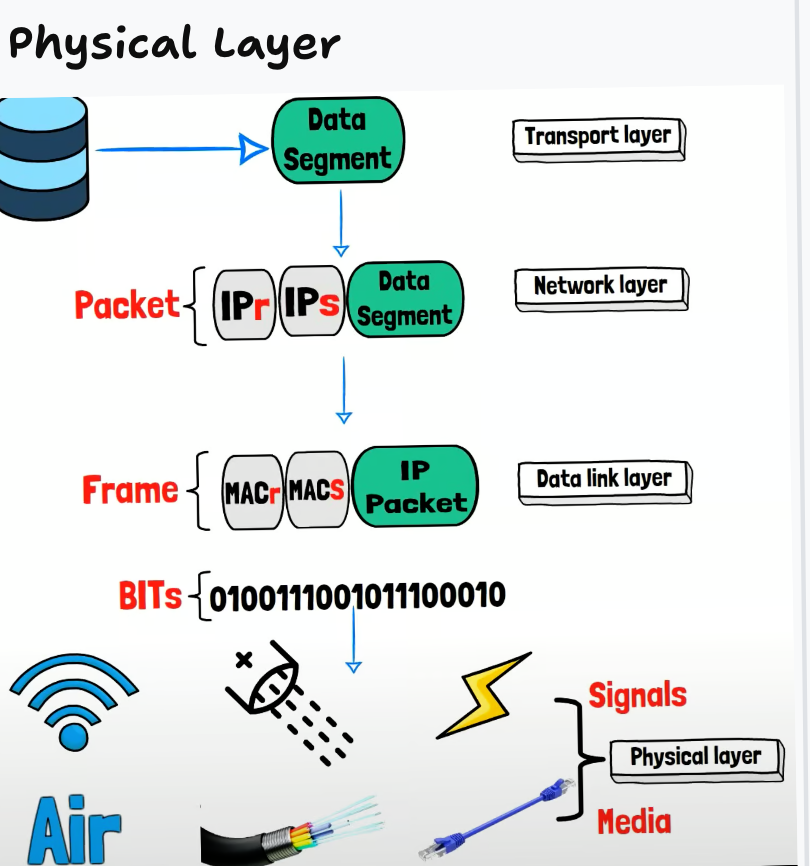 Physical Layer
Data
Segment
Transport layer
Packet
IPr
IPs
Data
Segment
Network layer
Frame
MACr
MACs
IP
Packet
Data link layer
BITs
0100111001011100010
Signals
Physical layer
Air
Media